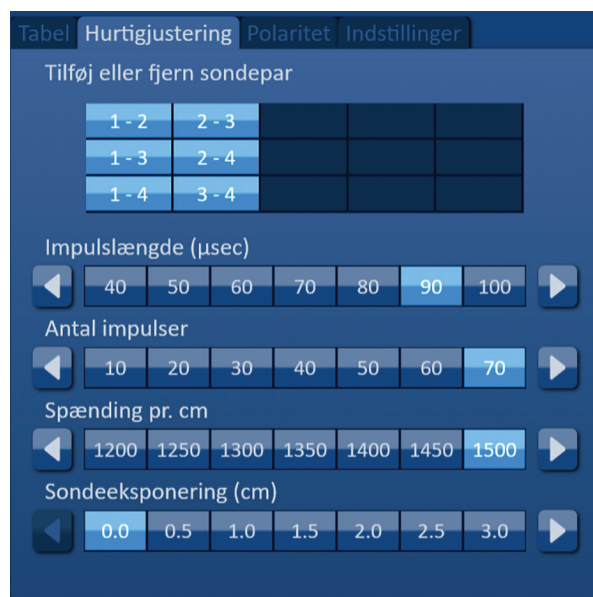 Tabel Hurtigjustering Polaritet Indstillinger
Tilføj eller fjern sondepar
1 - 2 2 - 3
1 - 3 2 - 4
1 - 4 3 - 4
Impulslængde (µsec)
40 50 60 70 80 90 100
Antal impulser
10 20 30 40 50 60 70
Spænding pr. cm
1200 1250 1300 1350 1400 1450 1500
Sondeeksponering (cm)
0.0 0.5 1.0 1.5 2.0 2.5 3.0